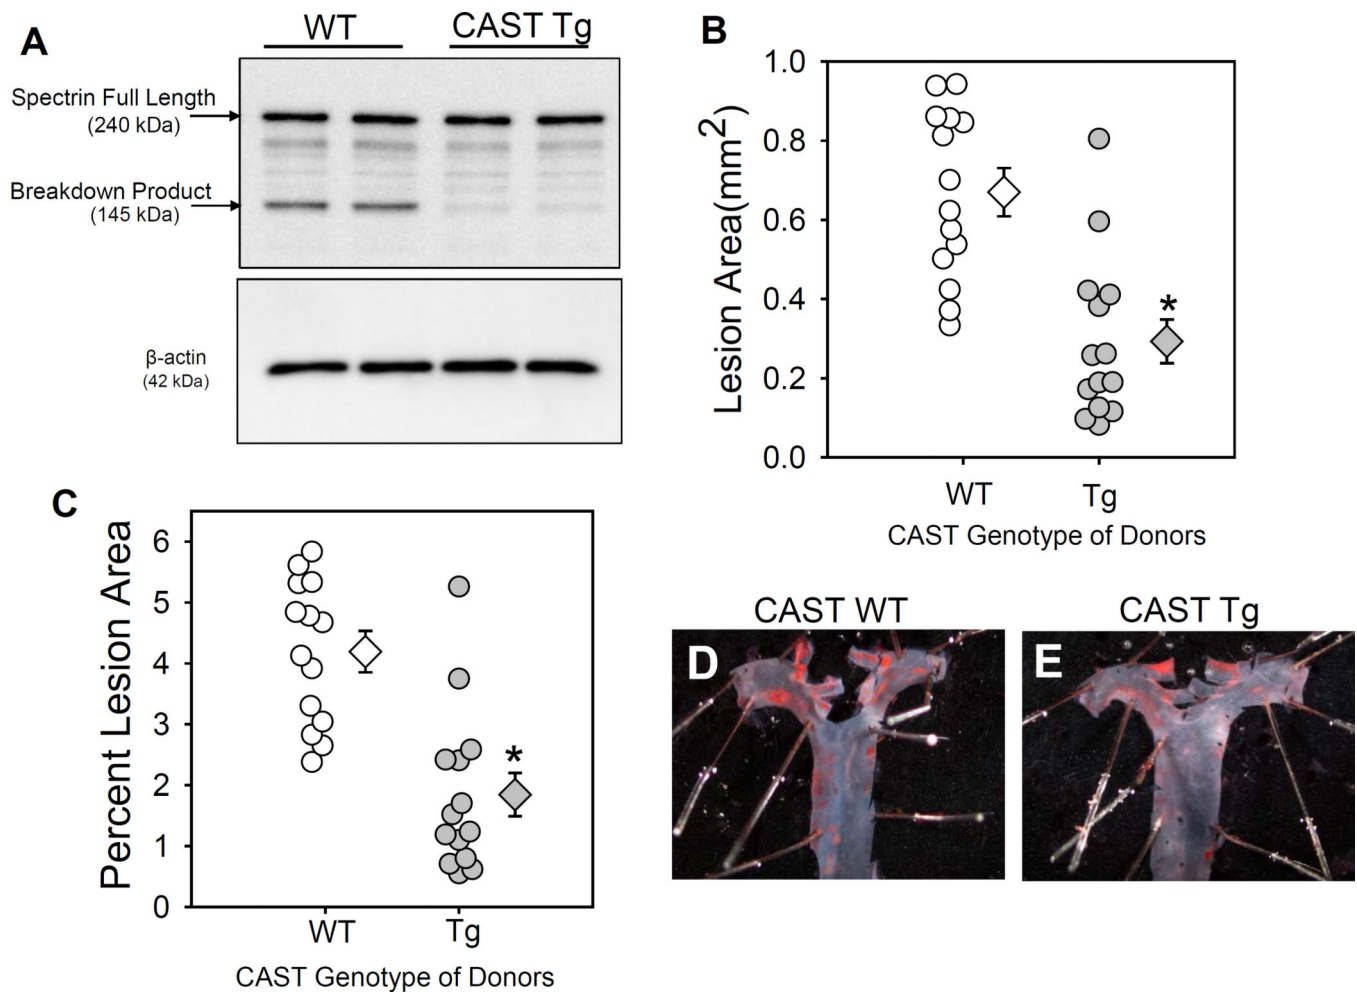 A
WT
CAST Tg
Spectrin Full Length
(240 kDa)
Breakdown Product
(145 kDa)
β-actin
(42 kDa)
B
Lesion Area(mm2)
1.0
0.8
0.6
0.4
0.2
0.0
*
WT
Tg
CAST Genotype of Donors
C
Percent Lesion Area
6
5
4
3
2
1
0
*
WT
Tg
CAST Genotype of Donors
CAST WT
D
CAST Tg
E